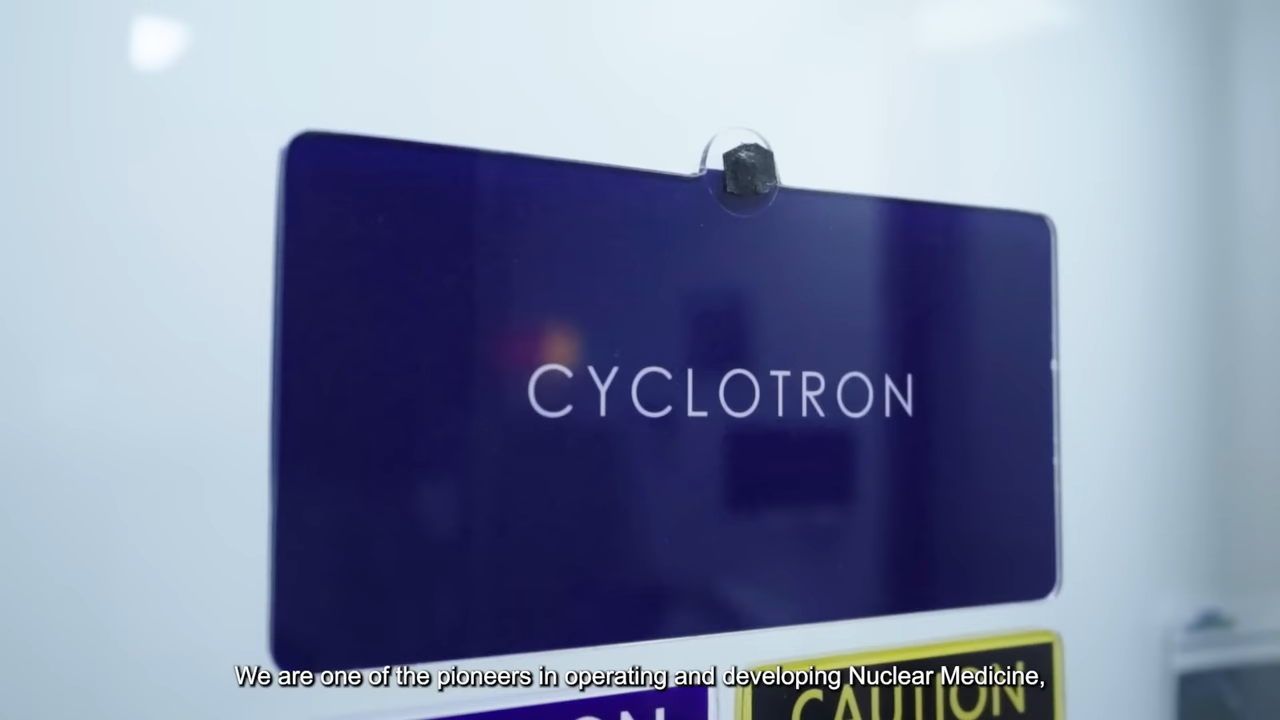 CYCLOTRON
CAUTION
We are one of the pioneers in operating and developing Nuclear Medicine,